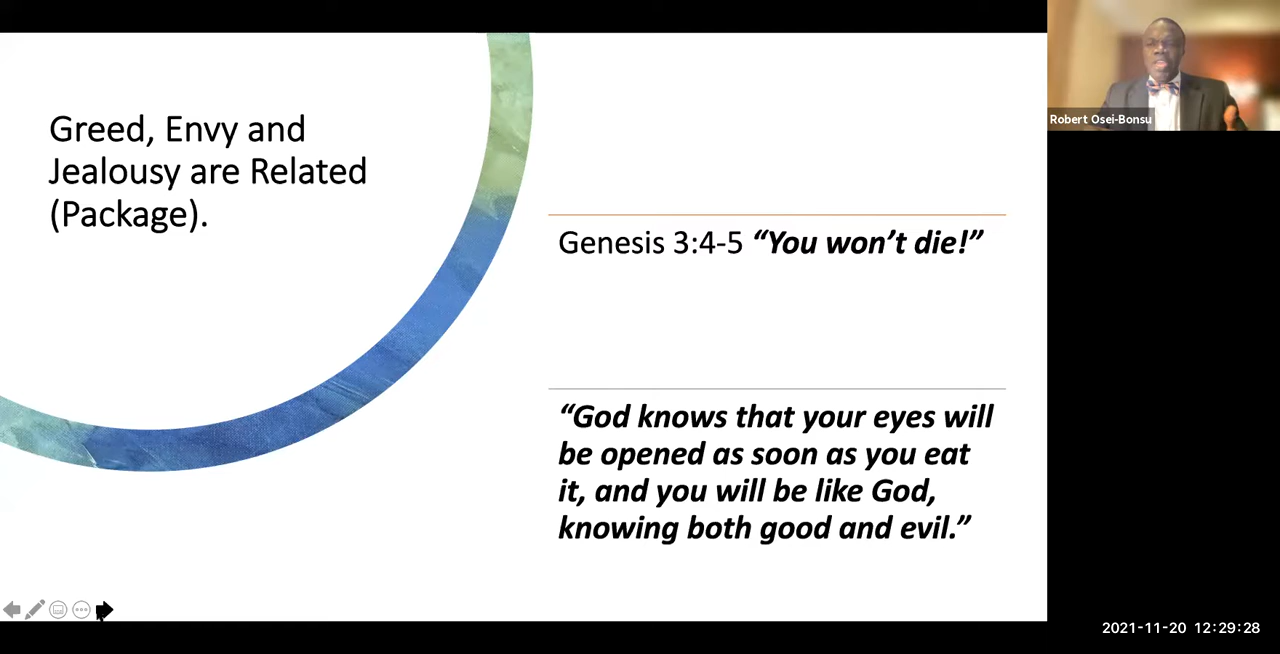 Greed, Envy and
Jealousy are Related
(Package).
Genesis 3:4-5 “You won’t die!”
“God knows that your eyes will
be opened as soon as you eat
it, and you will be like God,
knowing both good and evil.”
Robert Osei-Bonsu
2021-11-20 12:29:28